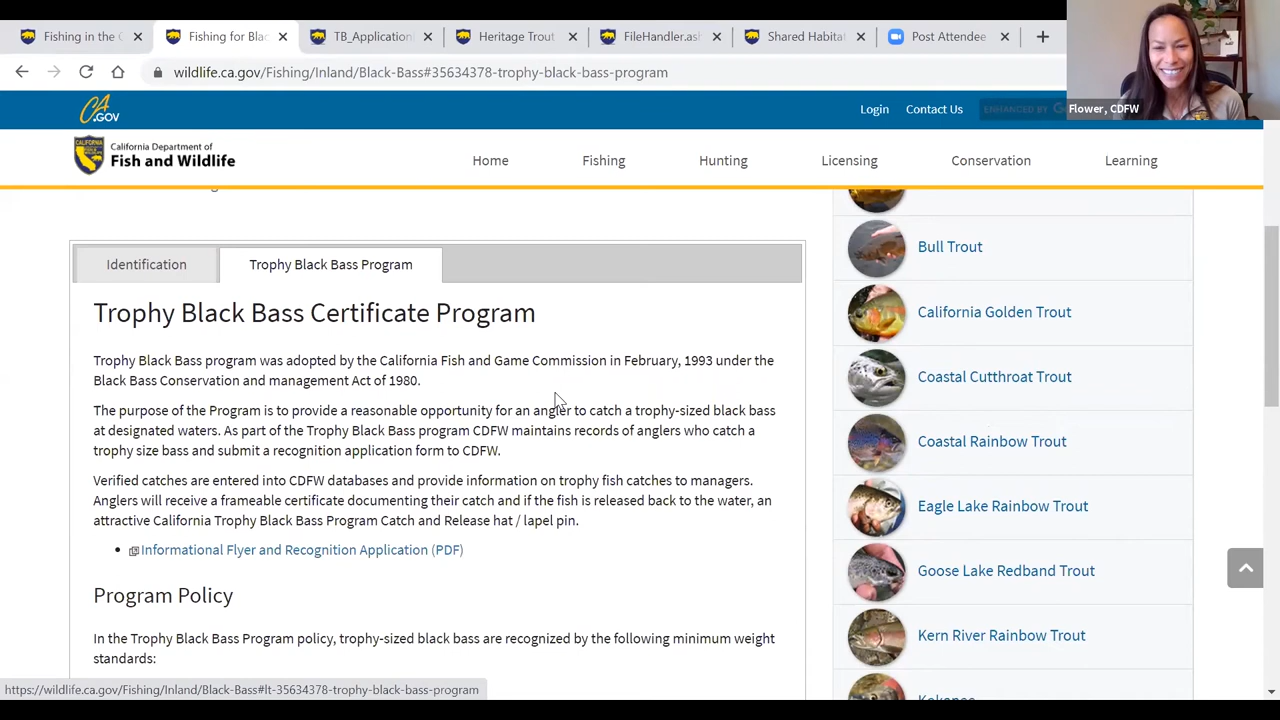 Fishing in the C
Fishing for Blac
TB_Application
Heritage Trout
FileHandler.as
Shared Habitat
Post Attendee
wildlife.ca.gov/Fishing/Inland/Black-Bass#35634378-trophy-black-bass-program
Flower, CDFW
CA
.GOV
Login
Contact Us
ENHANCED BY
CALIFORNIA
California Department of
Fish and Wildlife
Home
Fishing
Hunting
Licensing
Conservation
Learning
Identification
Trophy Black Bass Program
Trophy Black Bass Certificate Program
Trophy Black Bass program was adopted by the California Fish and Game Commission in February, 1993 under the
Black Bass Conservation and management Act of 1980.
The purpose of the Program is to provide a reasonable opportunity for an angler to catch a trophy-sized black bass
at designated waters. As part of the Trophy Black Bass program CDFW maintains records of anglers who catch a
trophy size bass and submit a recognition application form to CDFW.
Verified catches are entered into CDFW databases and provide information on trophy fish catches to managers.
Anglers will receive a frameable certificate documenting their catch and if the fish is released back to the water, an
attractive California Trophy Black Bass Program Catch and Release hat / lapel pin.
• Informational Flyer and Recognition Application (PDF)
Program Policy
In the Trophy Black Bass Program policy, trophy-sized black bass are recognized by the following minimum weight
standards:
Bull Trout
California Golden Trout
Coastal Cutthroat Trout
Coastal Rainbow Trout
Eagle Lake Rainbow Trout
Goose Lake Redband Trout
Kern River Rainbow Trout
Kokanee
https://wildlife.ca.gov/Fishing/Inland/Black-Bass#lt-35634378-trophy-black-bass-program